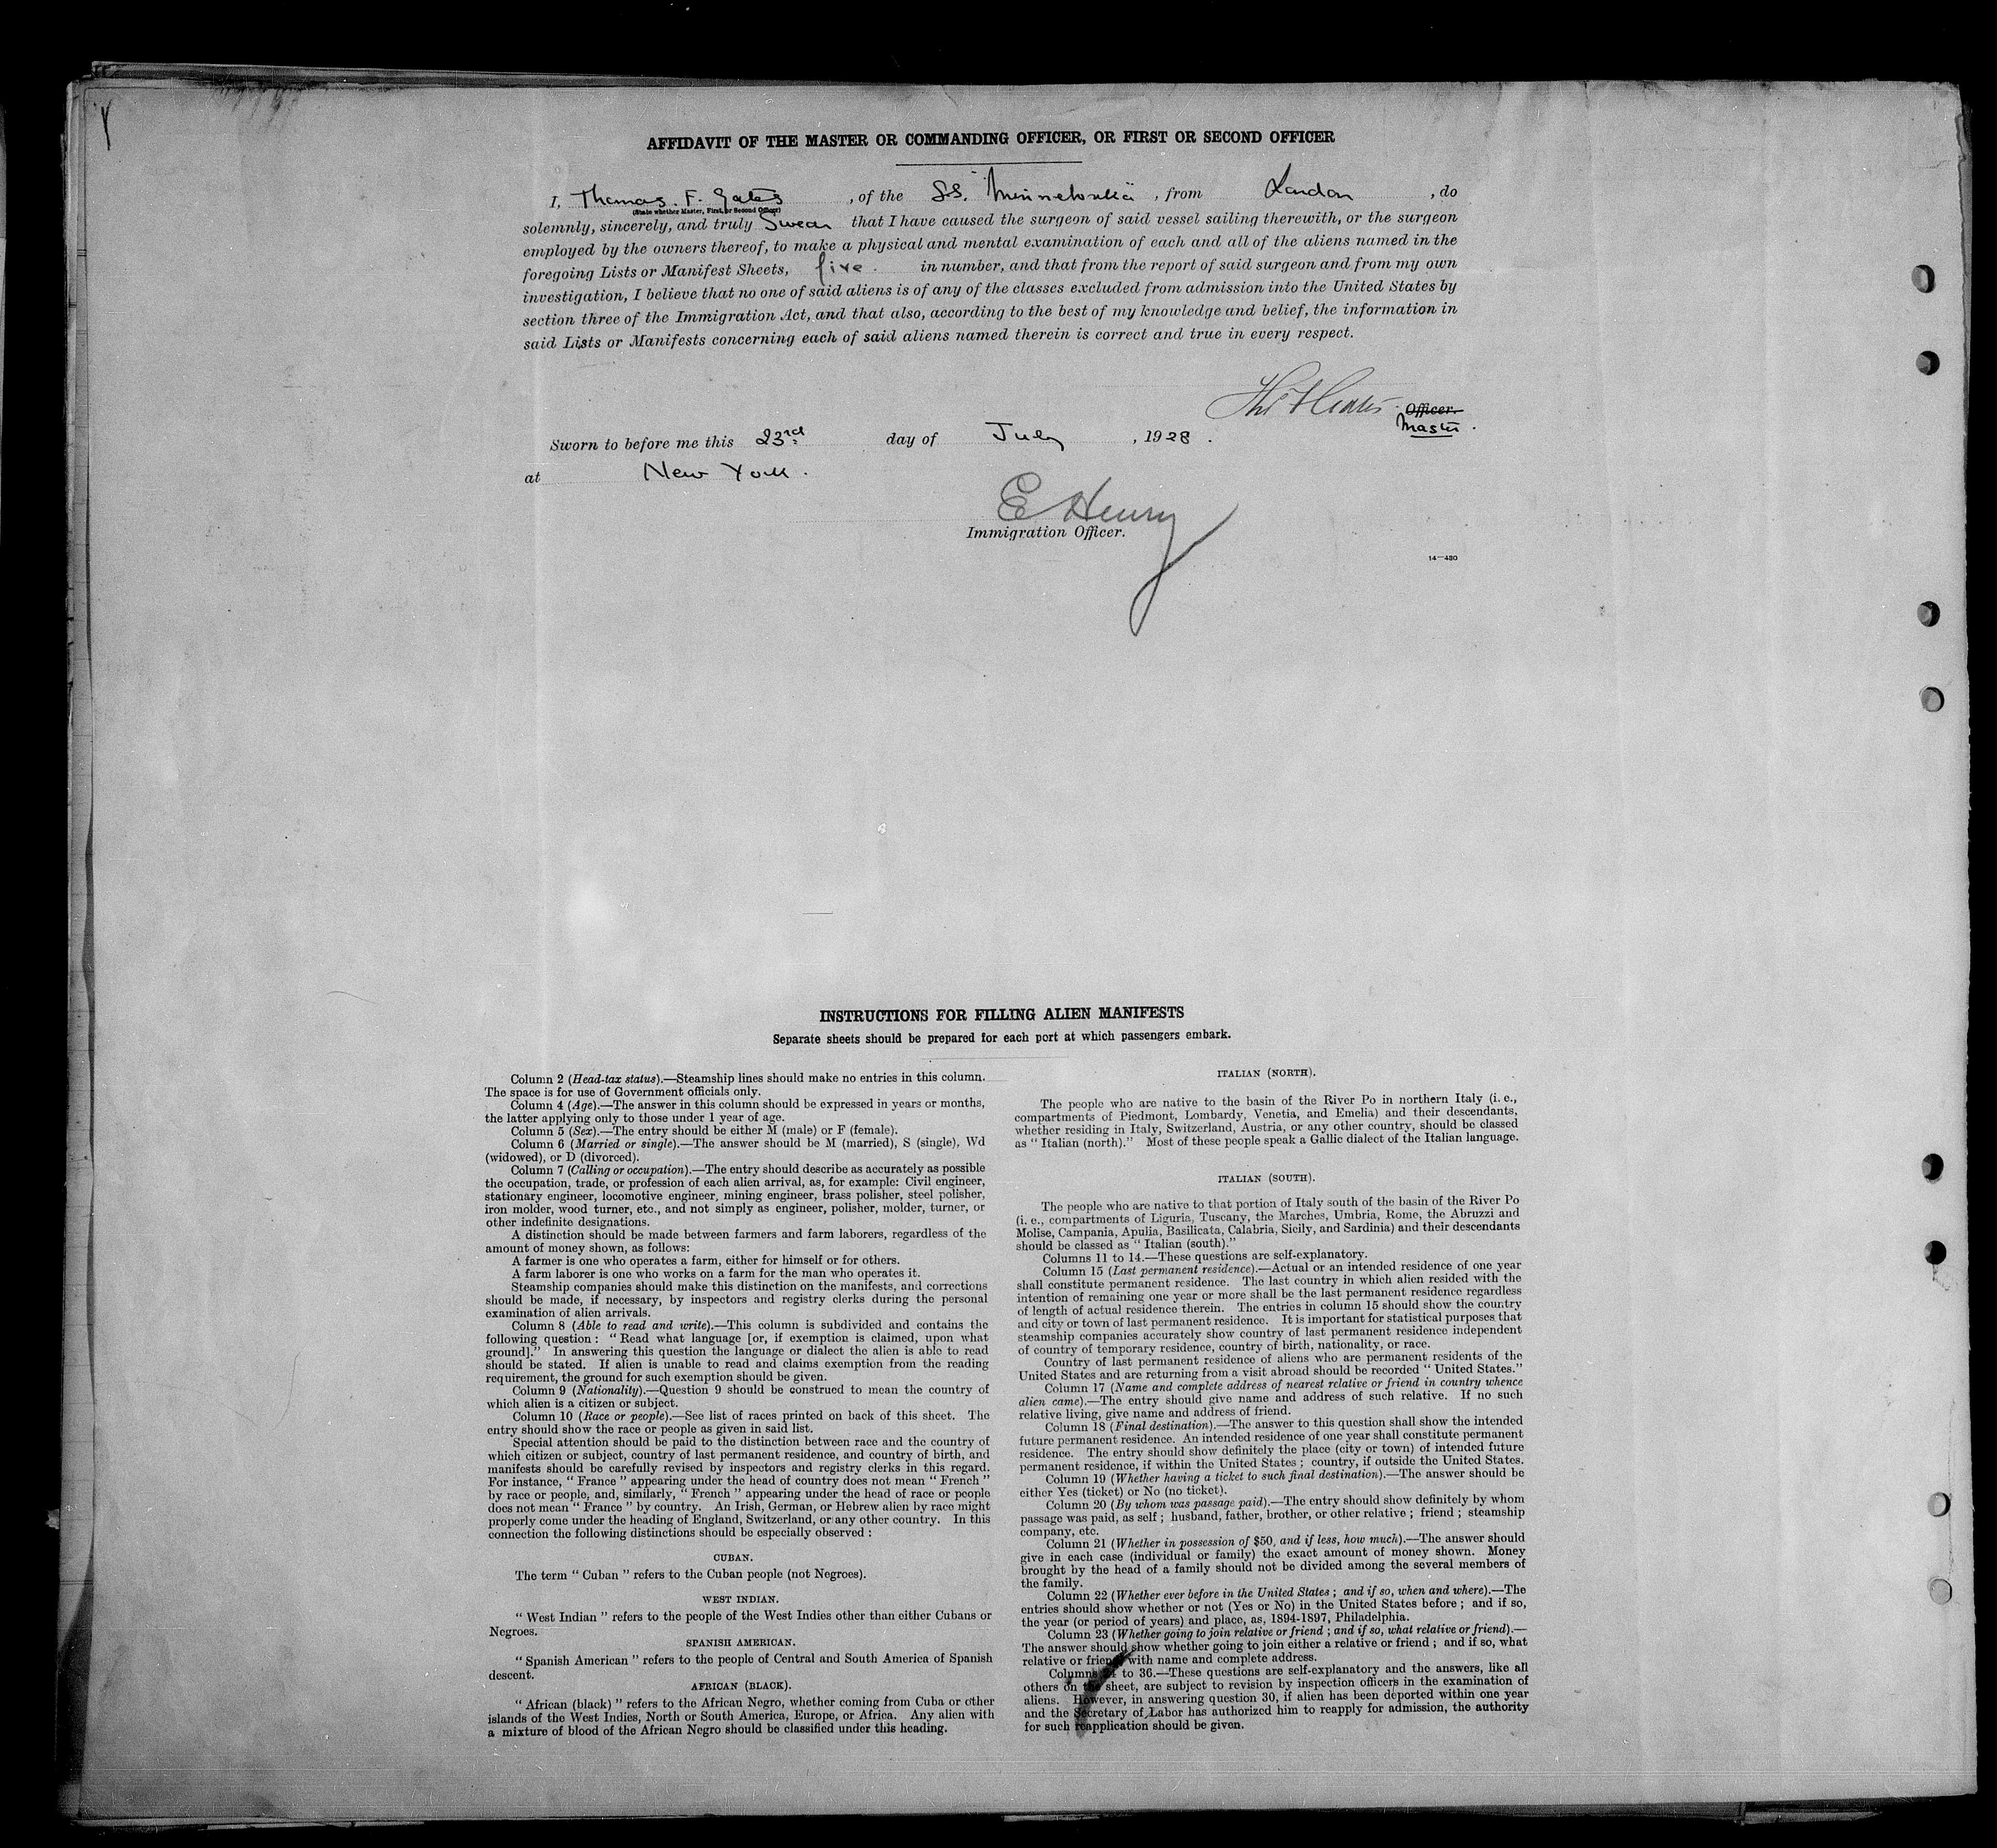 AFFIDAVIT OF THE MASTER OR COMMANDING OFFICER, OR FIRST OR SECOND OFFICER
I, Thomas. F. Gates , of the S.S. "Minnetonka" , from London , do
(State whether Master, First, or Second Officer)
solemnly, sincerely, and truly Swear that I have caused the surgeon of said vessel sailing therewith, or the surgeon
employed by the owners thereof, to make a physical and mental examination of each and all of the aliens named in the
foregoing Lists or Manifest Sheets, five. in number, and that from the report of said surgeon and from my own
investigation, I believe that no one of said aliens is of any of the classes excluded from admission into the United States by
section three of the Immigration Act, and that also, according to the best of my knowledge and belief, the information in
said Lists or Manifests concerning each of said aliens named therein is correct and true in every respect.
Officer.
Master.
Sworn to before me this 23rd day of July , 1928.
at New York.
E Henry
Immigration Officer.
14—430
INSTRUCTIONS FOR FILLING ALIEN MANIFESTS
Separate sheets should be prepared for each port at which passengers embark.
Column 2 (Head-tax status).—Steamship lines should make no entries in this column.
The space is for use of Government officials only.
Column 4 (Age).—The answer in this column should be expressed in years or months,
the latter applying only to those under 1 year of age.
Column 5 (Sex).—The entry should be either M (male) or F (female).
Column 6 (Married or single).—The answer should be M (married), S (single), Wd
(widowed), or D (divorced).
Column 7 (Calling or occupation).—The entry should describe as accurately as possible
the occupation, trade, or profession of each alien arrival, as, for example: Civil engineer,
stationary engineer, locomotive engineer, mining engineer, brass polisher, steel polisher,
iron molder, wood turner, etc., and not simply as engineer, polisher, molder, turner, or
other indefinite designations.
A distinction should be made between farmers and farm laborers, regardless of the
amount of money shown, as follows:
A farmer is one who operates a farm, either for himself or for others.
A farm laborer is one who works on a farm for the man who operates it.
Steamship companies should make this distinction on the manifests, and corrections
should be made, if necessary, by inspectors and registry clerks during the personal
examination of alien arrivals.
Column 8 (Able to read and write).—This column is subdivided and contains the
following question: "Read what language [or, if exemption is claimed, upon what
ground]." In answering this question the language or dialect the alien is able to read
should be stated. If alien is unable to read and claims exemption from the reading
requirement, the ground for such exemption should be given.
Column 9 (Nationality).—Question 9 should be construed to mean the country of
which alien is a citizen or subject.
Column 10 (Race or people).—See list of races printed on back of this sheet. The
entry should show the race or people as given in said list.
Special attention should be paid to the distinction between race and the country of
which citizen or subject, country of last permanent residence, and country of birth, and
manifests should be carefully revised by inspectors and registry clerks in this regard.
For instance, "France" appearing under the head of country does not mean "French"
by race or people, and, similarly, "French" appearing under the head of race or people
does not mean "France" by country. An Irish, German, or Hebrew alien by race might
properly come under the heading of England, Switzerland, or any other country. In this
connection the following distinctions should be especially observed:
CUBAN.
The term "Cuban" refers to the Cuban people (not Negroes).
WEST INDIAN.
"West Indian" refers to the people of the West Indies other than either Cubans or
Negroes.
SPANISH AMERICAN.
"Spanish American" refers to the people of Central and South America of Spanish
descent.
AFRICAN (BLACK).
"African (black)" refers to the African Negro, whether coming from Cuba or other
islands of the West Indies, North or South America, Europe, or Africa. Any alien with
a mixture of blood of the African Negro should be classified under this heading.
ITALIAN (NORTH).
The people who are native to the basin of the River Po in northern Italy (i. e.,
compartments of Piedmont, Lombardy, Venetia, and Emelia) and their descendants,
whether residing in Italy, Switzerland, Austria, or any other country, should be classed
as "Italian (north)." Most of these people speak a Gallic dialect of the Italian language.
ITALIAN (SOUTH).
The people who are native to that portion of Italy south of the basin of the River Po
(i. e., compartments of Liguria, Tuscany, the Marches, Umbria, Rome, the Abruzzi and
Molise, Campania, Apulia, Basilicata, Calabria, Sicily, and Sardinia) and their descendants
should be classed as "Italian (south)."
Columns 11 to 14.—These questions are self-explanatory.
Column 15 (Last permanent residence).—Actual or an intended residence of one year
shall constitute permanent residence. The last country in which alien resided with the
intention of remaining one year or more shall be the last permanent residence regardless
of length of actual residence therein. The entries in column 15 should show the country
and city or town of last permanent residence. It is important for statistical purposes that
steamship companies accurately show country of last permanent residence independent
of country of temporary residence, country of birth, nationality, or race.
Country of last permanent residence of aliens who are permanent residents of the
United States and are returning from a visit abroad should be recorded "United States."
Column 17 (Name and complete address of nearest relative or friend in country whence
alien came).—The entry should give name and address of such relative. If no such
relative living, give name and address of friend.
Column 18 (Final destination).—The answer to this question shall show the intended
future permanent residence. An intended residence of one year shall constitute permanent
residence. The entry should show definitely the place (city or town) of intended future
permanent residence, if within the United States; country, if outside the United States.
Column 19 (Whether having a ticket to such final destination).—The answer should be
either Yes (ticket) or No (no ticket).
Column 20 (By whom was passage paid).—The entry should show definitely by whom
passage was paid, as self; husband, father, brother, or other relative; friend; steamship
company, etc.
Column 21 (Whether in possession of $50, and if less, how much).—The answer should
give in each case (individual or family) the exact amount of money shown. Money
brought by the head of a family should not be divided among the several members of
the family.
Column 22 (Whether ever before in the United States; and if so, when and where).—The
entries should show whether or not (Yes or No) in the United States before; and if so,
the year (or period of years) and place, as, 1894-1897, Philadelphia.
Column 23 (Whether going to join relative or friend; and if so, what relative or friend).—
The answer should show whether going to join either a relative or friend; and if so, what
relative or friend with name and complete address.
Columns to 36.—These questions are self-explanatory and the answers, like all
others on the sheet, are subject to revision by inspection officers in the examination of
aliens. However, in answering question 30, if alien has been deported within one year
and the Secretary of Labor has authorized him to reapply for admission, the authority
for such reapplication should be given.